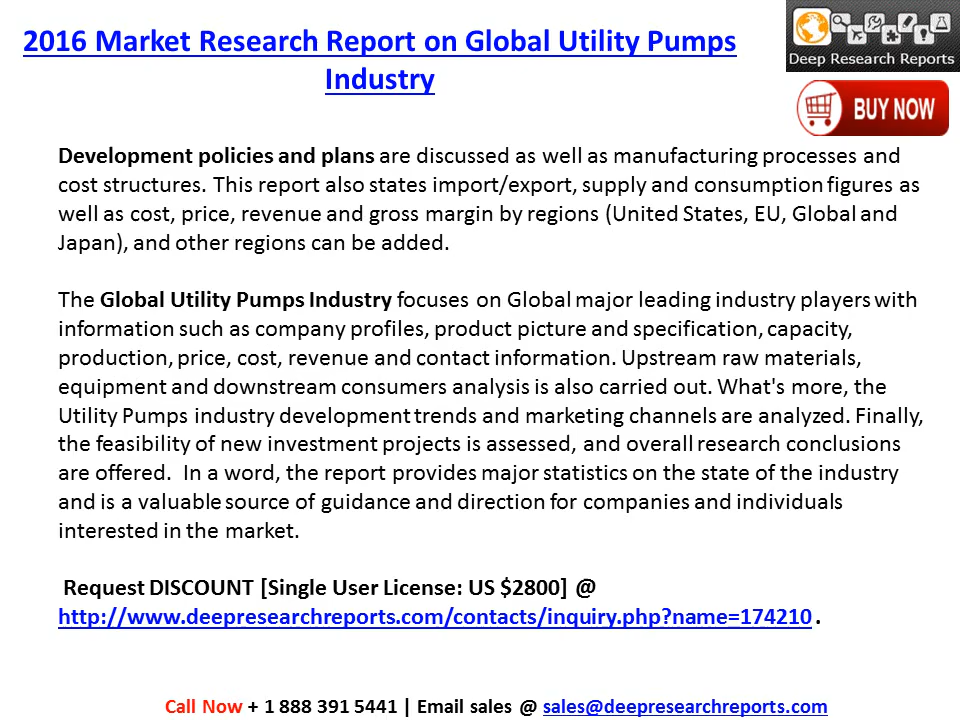 2016 Market Research Report on Global Utility Pumps
Industry
Deep Research Reports
BUY NOW
Development policies and plans are discussed as well as manufacturing processes and
cost structures. This report also states import/export, supply and consumption figures as
well as cost, price, revenue and gross margin by regions (United States, EU, Global and
Japan), and other regions can be added.
The Global Utility Pumps Industry focuses on Global major leading industry players with
information such as company profiles, product picture and specification, capacity,
production, price, cost, revenue and contact information. Upstream raw materials,
equipment and downstream consumers analysis is also carried out. What's more, the
Utility Pumps industry development trends and marketing channels are analyzed. Finally,
the feasibility of new investment projects is assessed, and overall research conclusions
are offered.  In a word, the report provides major statistics on the state of the industry
and is a valuable source of guidance and direction for companies and individuals
interested in the market.
Request DISCOUNT [Single User License: US $2800] @
http://www.deepresearchreports.com/contacts/inquiry.php?name=174210 .
Call Now + 1 888 391 5441 | Email sales @ sales@deepresearchreports.com